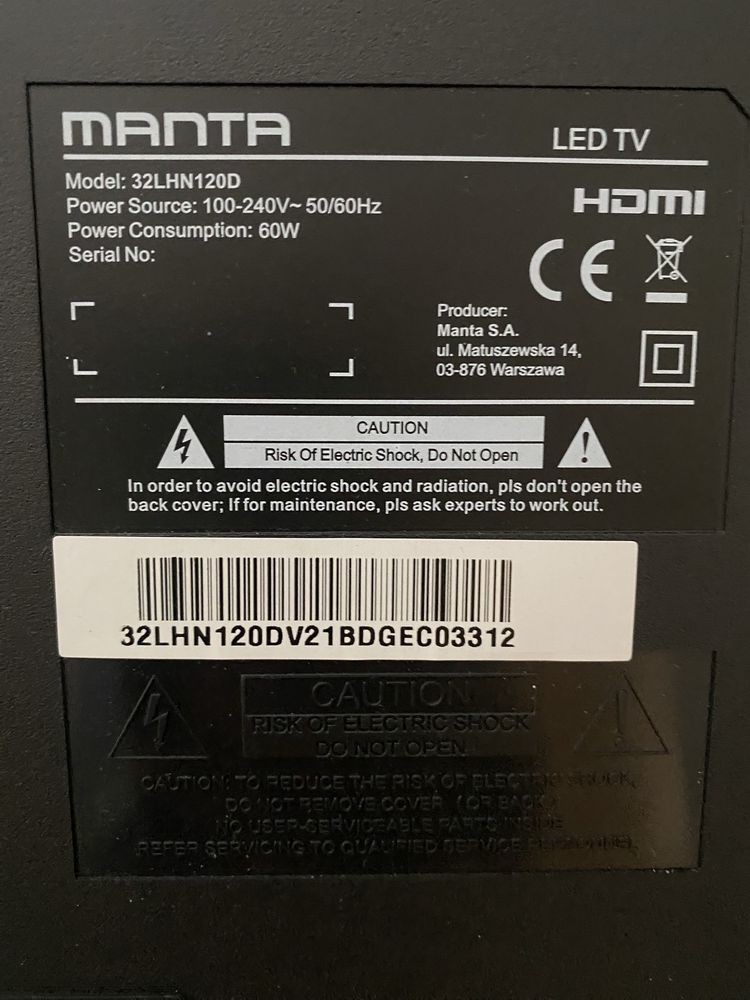 MANTA
LED TV
Model: 32LHN120D
Power Source: 100-240V~ 50/60Hz
Power Consumption: 60W
Serial No:
HDMI
CE
Producer:
Manta S.A.
ul. Matuszewska 14,
03-876 Warszawa
CAUTION
Risk Of Electric Shock, Do Not Open
In order to avoid electric shock and radiation, pls don't open the
back cover; If for maintenance, pls ask experts to work out.
32LHN120DV21BDGEC03312
CAUTION
RISK OF ELECTRIC SHOCK
DO NOT OPEN
CAUTION: TO REDUCE THE RISK OF ELECTRIC SHOCK,
DO NOT REMOVE COVER (OR BACK)
NO USER-SERVICEABLE PARTS INSIDE
REFER SERVICING TO QUALIFIED SERVICE PERSONNEL.